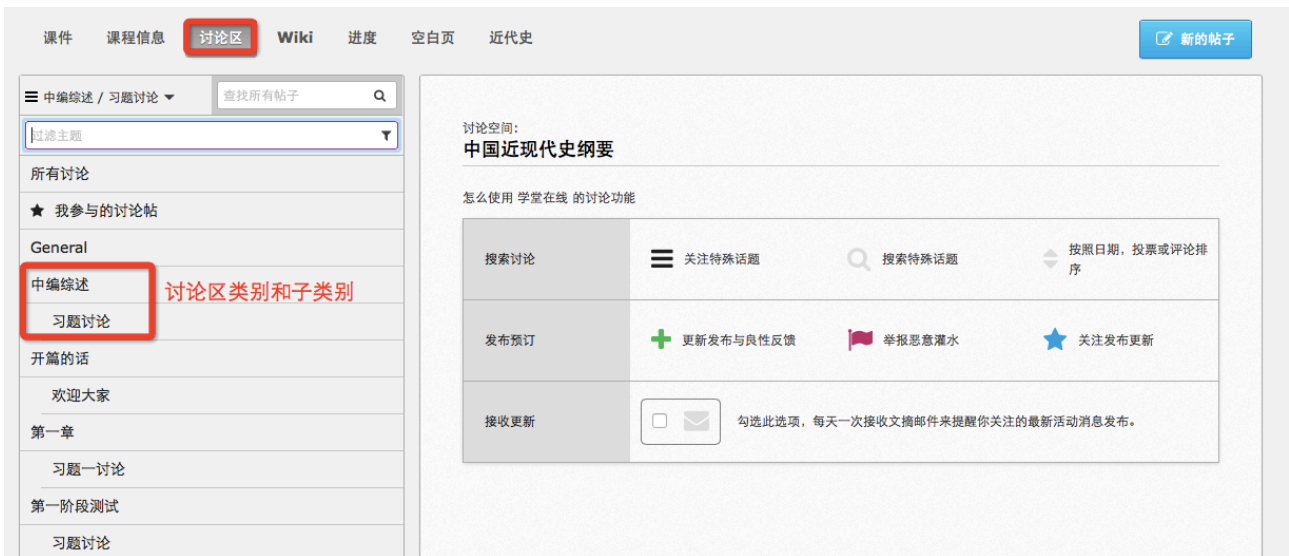 课件 课程信息 讨论区 Wiki 进度 空白页 近代史 新的帖子
中编综述 / 习题讨论 查找所有帖子
过滤主题
所有讨论
我参与的讨论帖
General
中编综述
习题讨论
讨论区类别和子类别
开篇的话
欢迎大家
第一章
习题一讨论
第一阶段测试
习题讨论
讨论空间:
中国近现代史纲要
怎么使用 学堂在线 的讨论功能
搜索讨论 关注特殊话题 搜索特殊话题 按照日期，投票或评论排
序
发布预订 更新发布与良性反馈 举报恶意灌水 关注发布更新
接收更新 勾选此选项，每天一次接收文摘邮件来提醒你关注的最新活动消息发布。